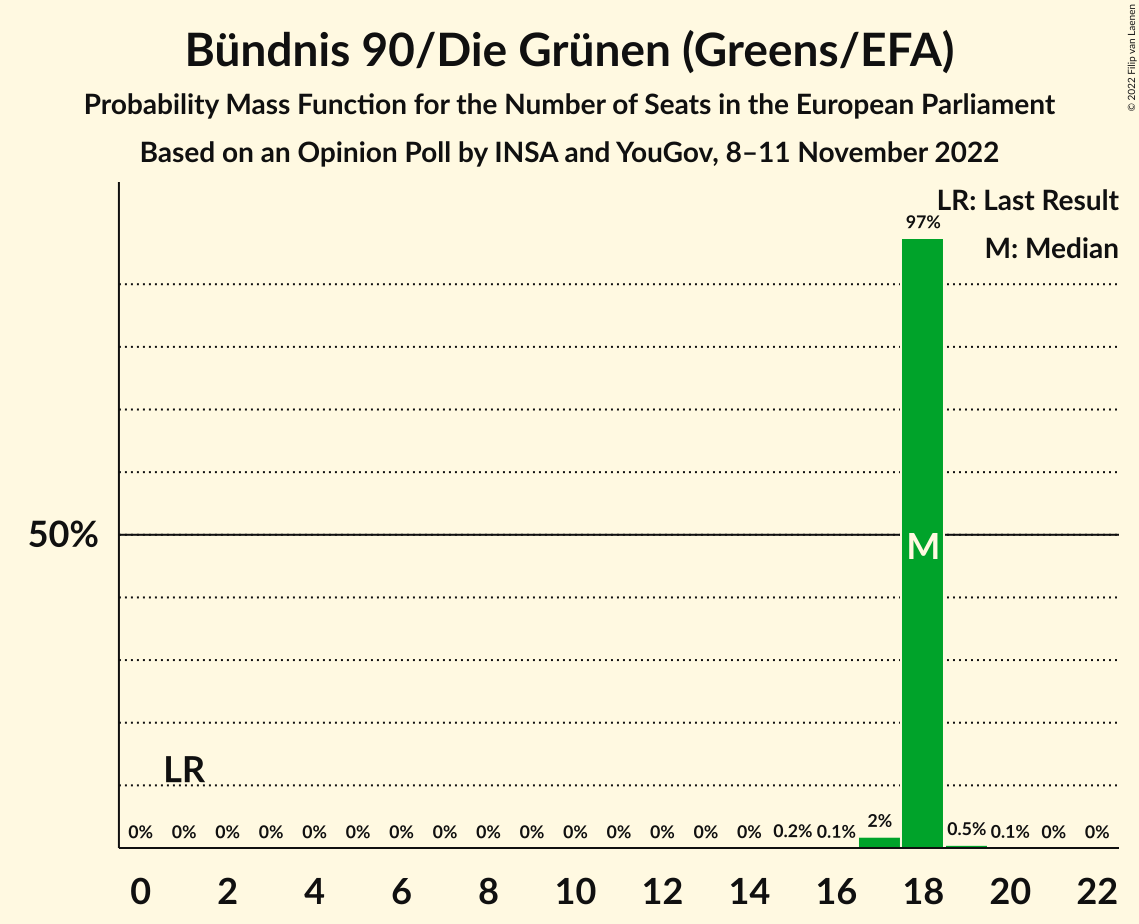 Bündnis 90/Die Grünen (Greens/EFA)
Probability Mass Function for the Number of Seats in the European Parliament
Based on an Opinion Poll by INSA and YouGov, 8–11 November 2022
© 2022 Filip van Laenen
LR: Last Result
97%
M: Median
50%
M
LR
0% 0% 0% 0% 0% 0% 0% 0% 0% 0% 0% 0% 0% 0% 0% 0.2% 0.1% 2% 0.5% 0.1% 0% 0%
0 2 4 6 8 10 12 14 16 18 20 22